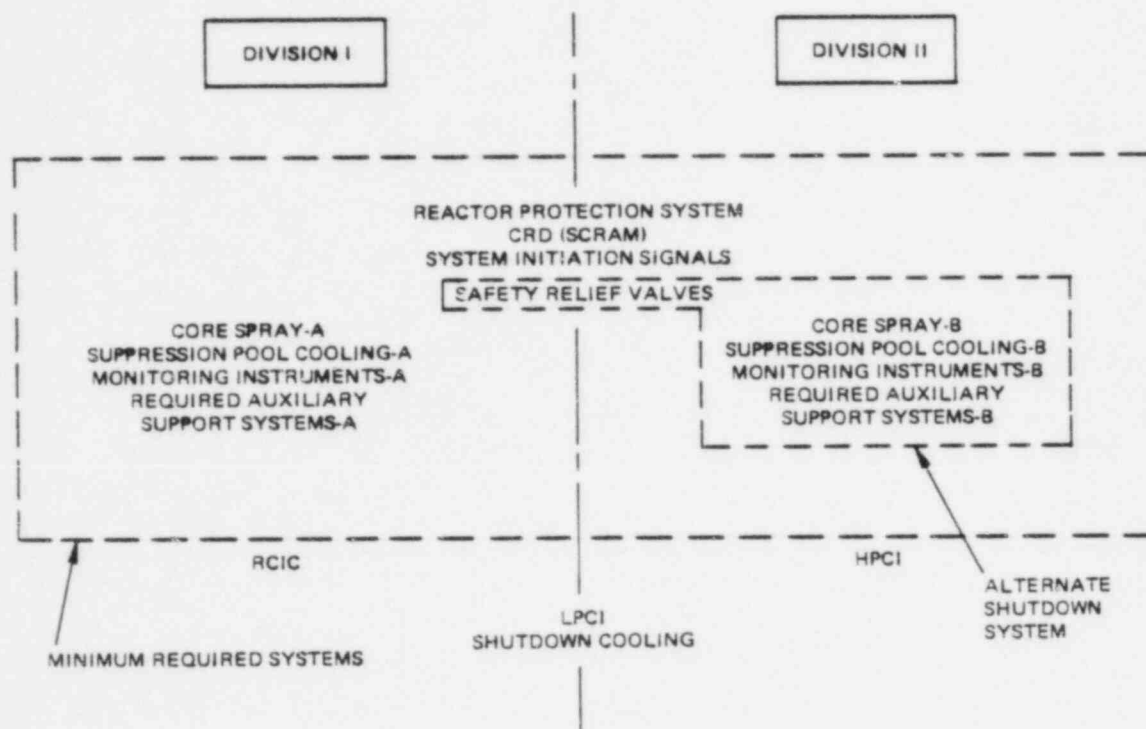 DIVISION I
DIVISION II
REACTOR PROTECTION SYSTEM
CRD (SCRAM)
SYSTEM INITIATION SIGNALS
SAFETY RELIEF VALVES
CORE SPRAY-A
SUPPRESSION POOL COOLING-A
MONITORING INSTRUMENTS-A
REQUIRED AUXILIARY
SUPPORT SYSTEMS-A
CORE SPRAY-B
SUPPRESSION POOL COOLING-B
MONITORING INSTRUMENTS-B
REQUIRED AUXILIARY
SUPPORT SYSTEMS-B
RCIC
HPCI
LPCI
SHUTDOWN COOLING
ALTERNATE
SHUTDOWN
SYSTEM
MINIMUM REQUIRED SYSTEMS